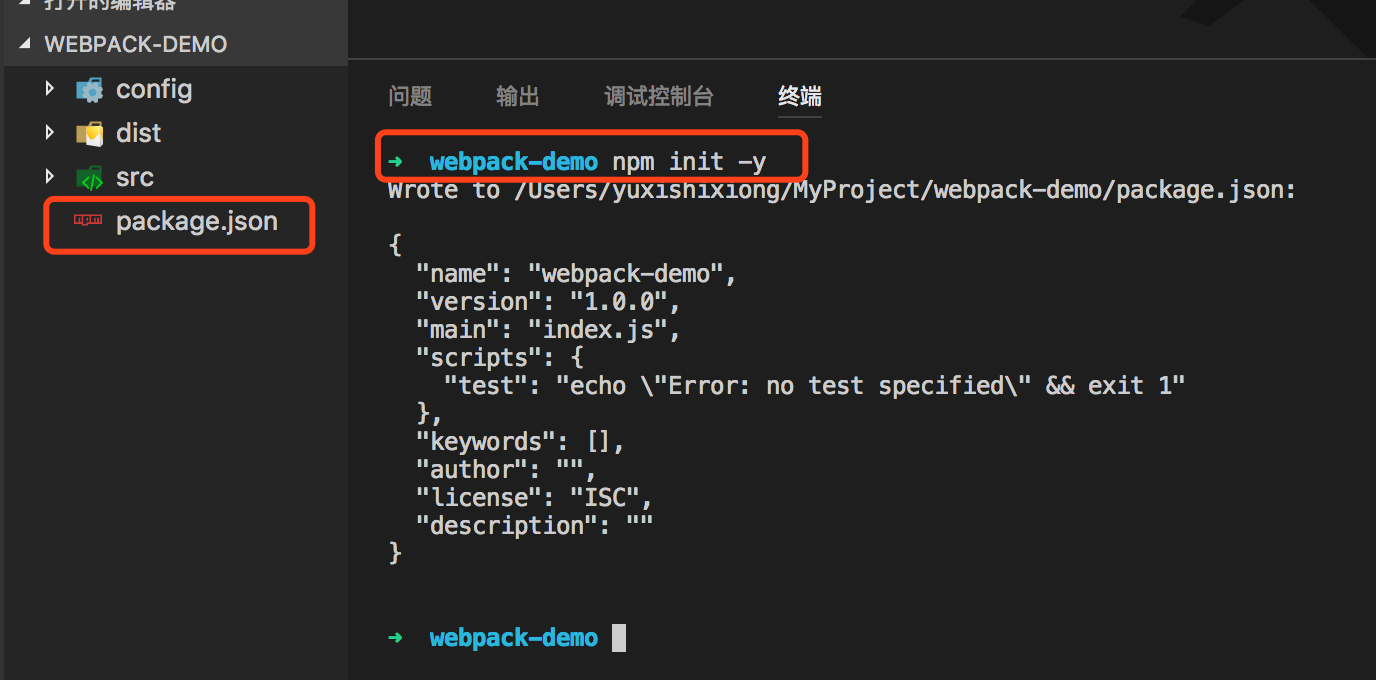 打开的编辑器
WEBPACK-DEMO
config
dist
src
package.json
问题 输出 调试控制台 终端
➜ webpack-demo npm init -y
Wrote to /Users/yuxishixiong/MyProject/webpack-demo/package.json:
{
"name": "webpack-demo",
"version": "1.0.0",
"main": "index.js",
"scripts": {
"test": "echo \"Error: no test specified\" && exit 1"
},
"keywords": [],
"author": "",
"license": "ISC",
"description": ""
}
➜ webpack-demo